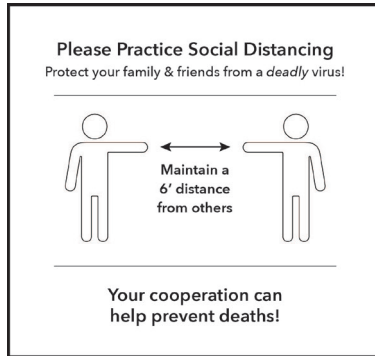 Please Practice Social Distancing
Protect your family & friends from a deadly virus!
Maintain a
6′ distance
from others
Your cooperation can
help prevent deaths!